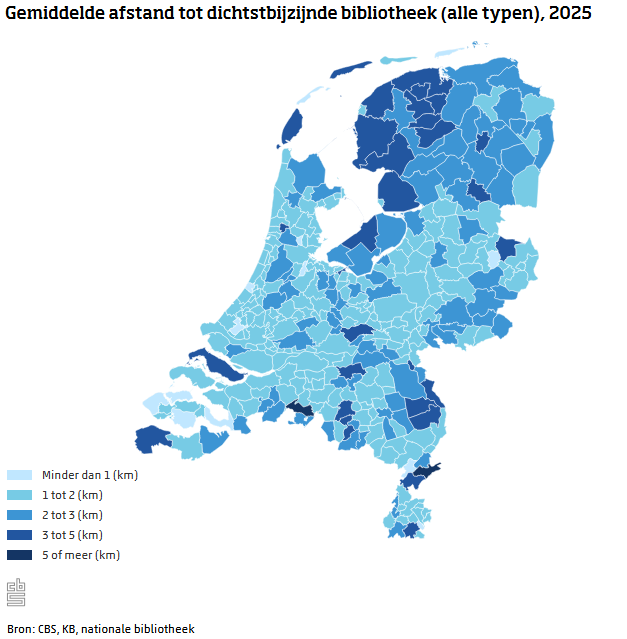 Gemiddelde afstand tot dichtstbijzijnde bibliotheek (alle typen), 2025
Minder dan 1 (km)
1 tot 2 (km)
2 tot 3 (km)
3 tot 5 (km)
5 of meer (km)
cbs
Bron: CBS, KB, nationale bibliotheek